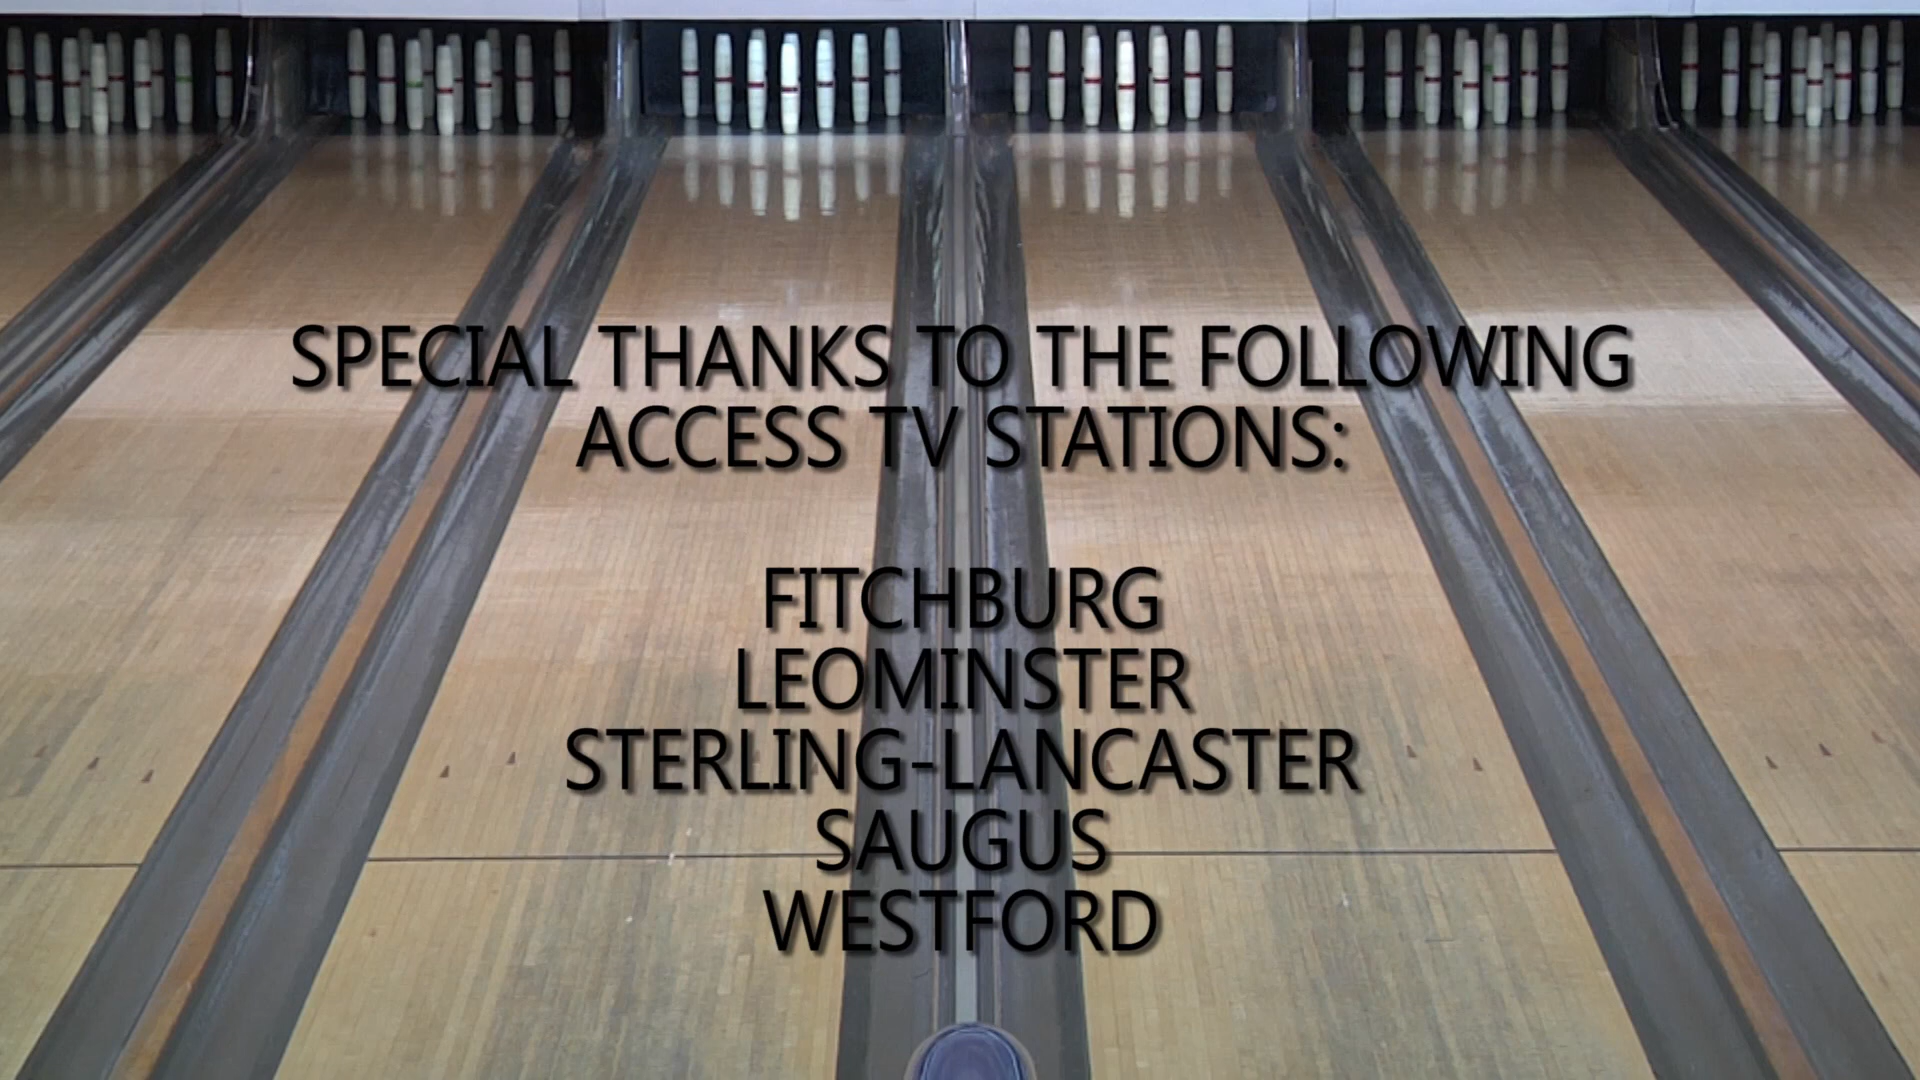 SPECIAL THANKS TO THE FOLLOWING
ACCESS TV STATIONS:
FITCHBURG
LEOMINSTER
STERLING-LANCASTER
SAUGUS
WESTFORD